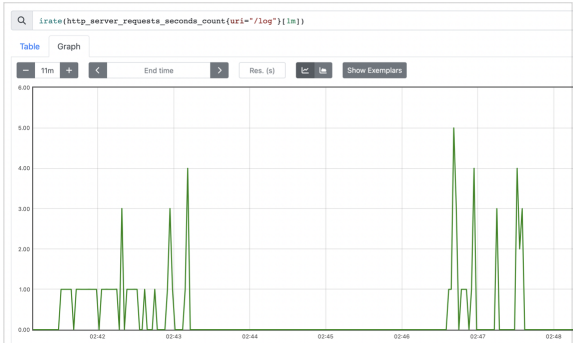 irate(http_server_requests_seconds_count{uri="/log"}[1m])
Table Graph
− 11m + < End time > Res. (s) Show Exemplars
6.00
5.00
4.00
3.00
2.00
1.00
0.00
02:42 02:43 02:44 02:45 02:46 02:47 02:48